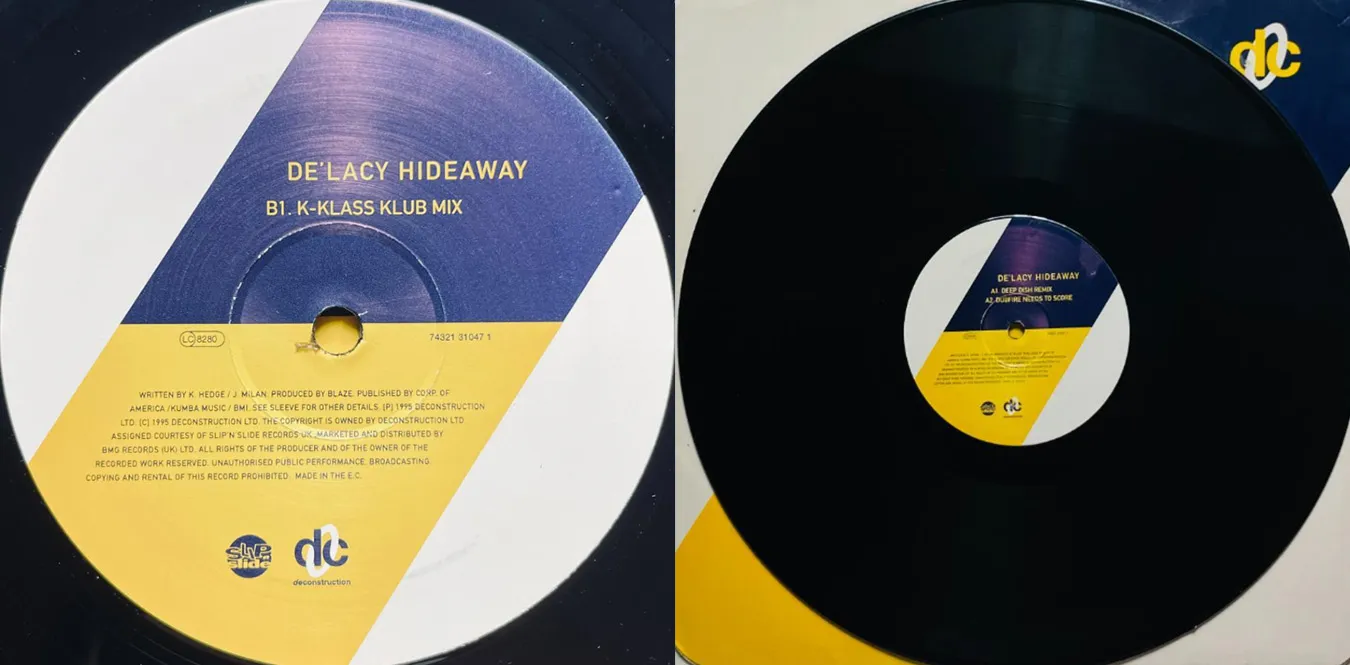 DE'LACY HIDEAWAY
B1. K-KLASS KLUB MIX
LC 8280
74321 31047 1
WRITTEN BY K. HEDGE / J. MILAN. PRODUCED BY BLAZE. PUBLISHED BY CORP. OF
AMERICA /KUMBA MUSIC / BMI. SEE SLEEVE FOR OTHER DETAILS. [P] 1995 DECONSTRUCTION
LTD. [C] 1995 DECONSTRUCTION LTD. THE COPYRIGHT IS OWNED BY DECONSTRUCTION LTD
ASSIGNED COURTESY OF SLIP'N SLIDE RECORDS UK. MARKETED AND DISTRIBUTED BY
BMG RECORDS (UK) LTD. ALL RIGHTS OF THE PRODUCER AND OF THE OWNER OF THE
RECORDED WORK RESERVED. UNAUTHORISED PUBLIC PERFORMANCE. BROADCASTING
COPYING AND RENTAL OF THIS RECORD PROHIBITED. MADE IN THE E.C.
SLIP n
slide
dc
deconstruction
dc
DE'LACY HIDEAWAY
A1. DEEP DISH REMIX
A2. DUBFIRE NEEDS TO SCORE
dc